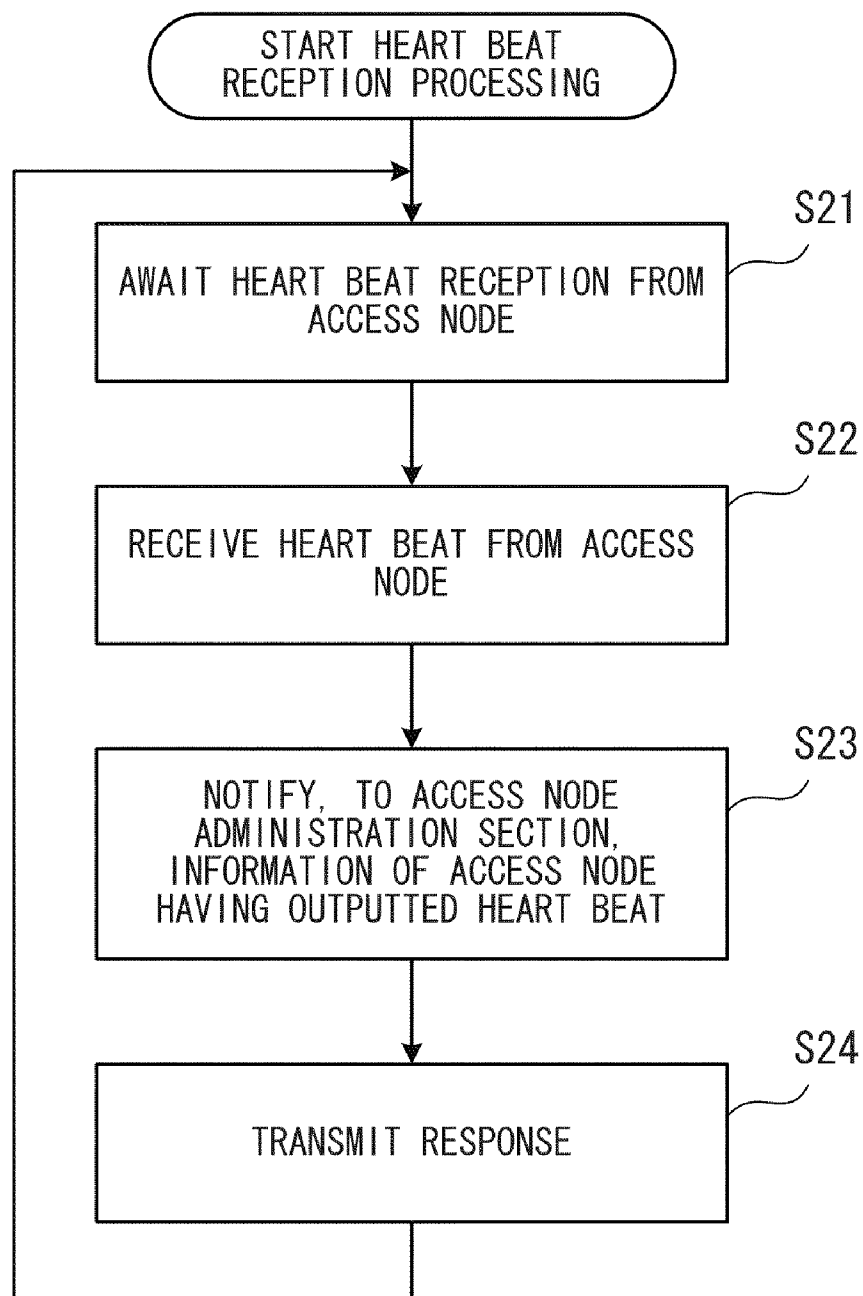 START HEART BEAT
RECEPTION PROCESSING
S21
AWAIT HEART BEAT RECEPTION FROM
ACCESS NODE
S22
RECEIVE HEART BEAT FROM ACCESS
NODE
S23
NOTIFY, TO ACCESS NODE
ADMINISTRATION SECTION,
INFORMATION OF ACCESS NODE
HAVING OUTPUTTED HEART BEAT
S24
TRANSMIT RESPONSE